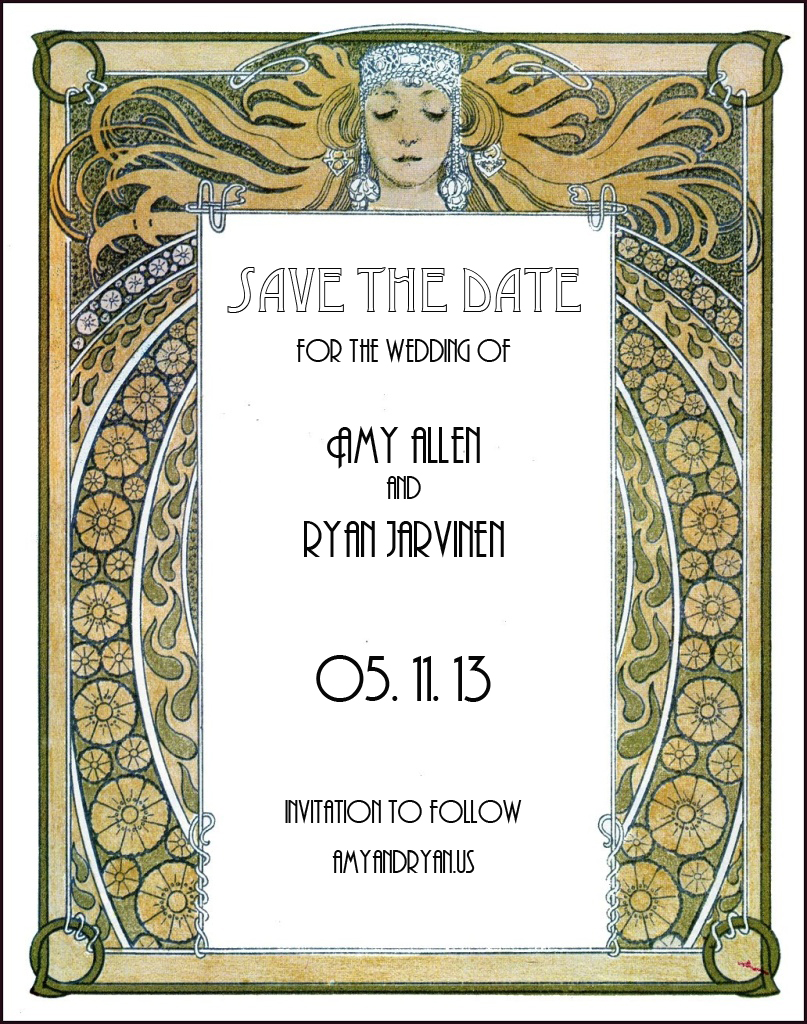 SAVE THE DATE
FOR THE WEDDING OF
AMY ALLEN
AND
RYAN JARVINEN
05. 11. 13
INVITATION TO FOLLOW
AMYANDRYAN.US